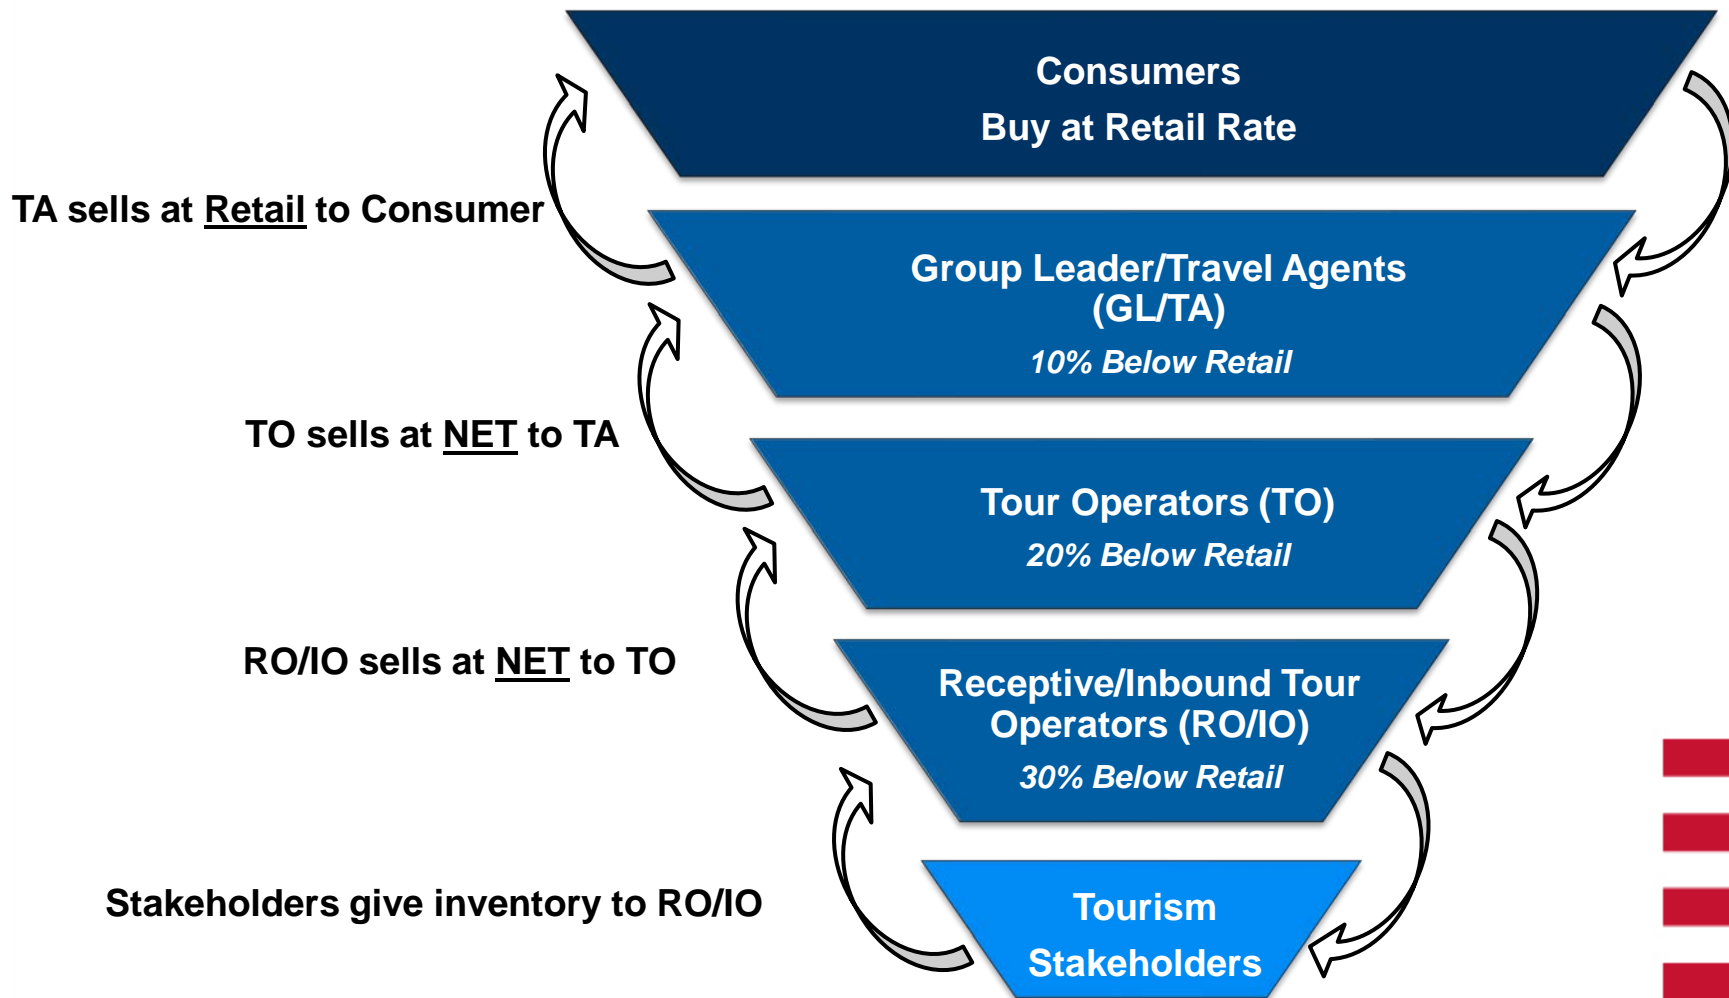 Consumers
Buy at Retail Rate
TA sells at Retail to Consumer
Group Leader/Travel Agents
(GL/TA)
10% Below Retail
TO sells at NET to TA
Tour Operators (TO)
20% Below Retail
RO/IO sells at NET to TO
Receptive/Inbound Tour
Operators (RO/IO)
30% Below Retail
Stakeholders give inventory to RO/IO
Tourism
Stakeholders